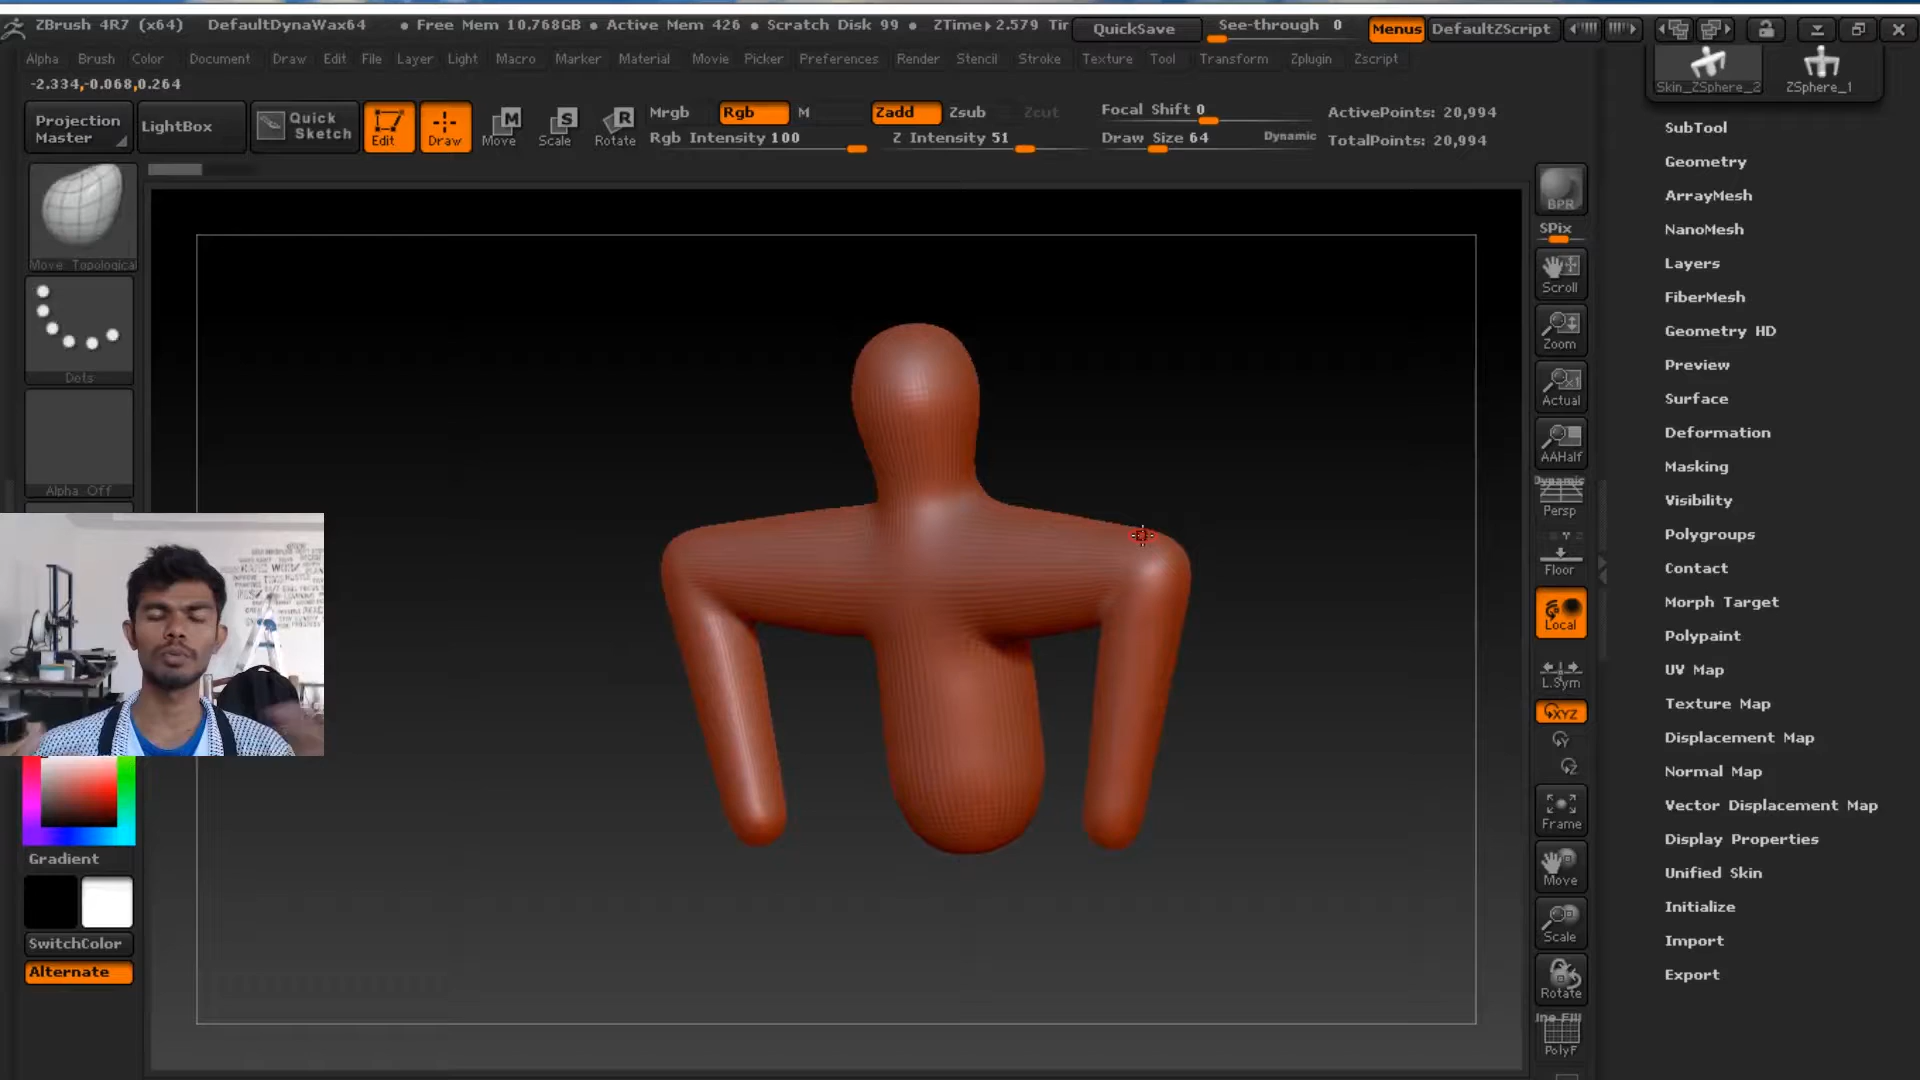 ZBrush 4R7 (x64) DefaultDynaWax64 • Free Mem 10.768GB • Active Mem 426 • Scratch Disk 99 • ZTime▸2.579 Tir QuickSave See-through 0 Menus DefaultZScript
Alpha Brush Color Document Draw Edit File Layer Light Macro Marker Material Movie Picker Preferences Render Stencil Stroke Texture Tool Transform Zplugin Zscript
-2.334,-0.068,0.264
Skin_ZSphere_2 ZSphere_1
Projection
Master
LightBox
Quick
Sketch
Edit
Draw
Move
Scale
Rotate
Mrgb Rgb M
Rgb Intensity 100
Zadd Zsub Zcut
Z Intensity 51
Focal Shift 0
Draw Size 64 Dynamic
ActivePoints: 20,994
TotalPoints: 20,994
Move Topological
Dots
Alpha Off
Gradient
SwitchColor
Alternate
BPR
SPix
Scroll
Zoom
Actual
AAHalf
Dynamic
Persp
Floor
Local
L.Sym
XYZ
Frame
Move
Scale
Rotate
PolyF
SubTool
Geometry
ArrayMesh
NanoMesh
Layers
FiberMesh
Geometry HD
Preview
Surface
Deformation
Masking
Visibility
Polygroups
Contact
Morph Target
Polypaint
UV Map
Texture Map
Displacement Map
Normal Map
Vector Displacement Map
Display Properties
Unified Skin
Initialize
Import
Export